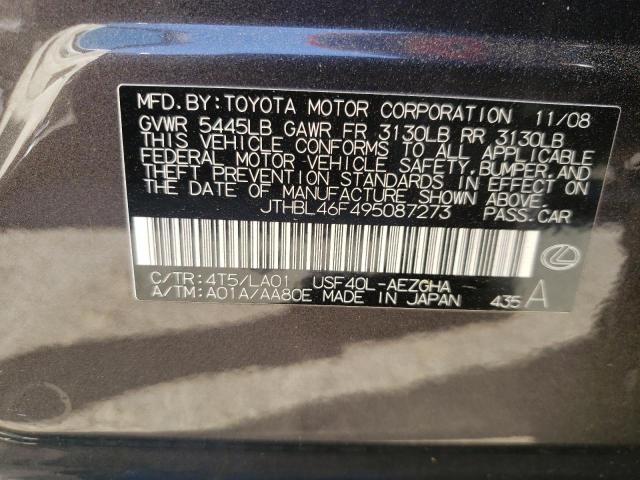 MFD. BY: TOYOTA MOTOR CORPORATION 11/08
GVWR 5445LB GAWR FR 3130LB RR 3130LB
THIS VEHICLE CONFORMS TO ALL APPLICABLE
FEDERAL MOTOR VEHICLE SAFETY, BUMPER, AND
THEFT PREVENTION STANDARDS IN EFFECT ON
THE DATE OF MANUFACTURE SHOWN ABOVE.
JTHBL46F495087273 PASS.CAR
C/TR:4T5/LA01 USF40L-AEZGHA
A/TM:A01A/AA80E MADE IN JAPAN 435 A